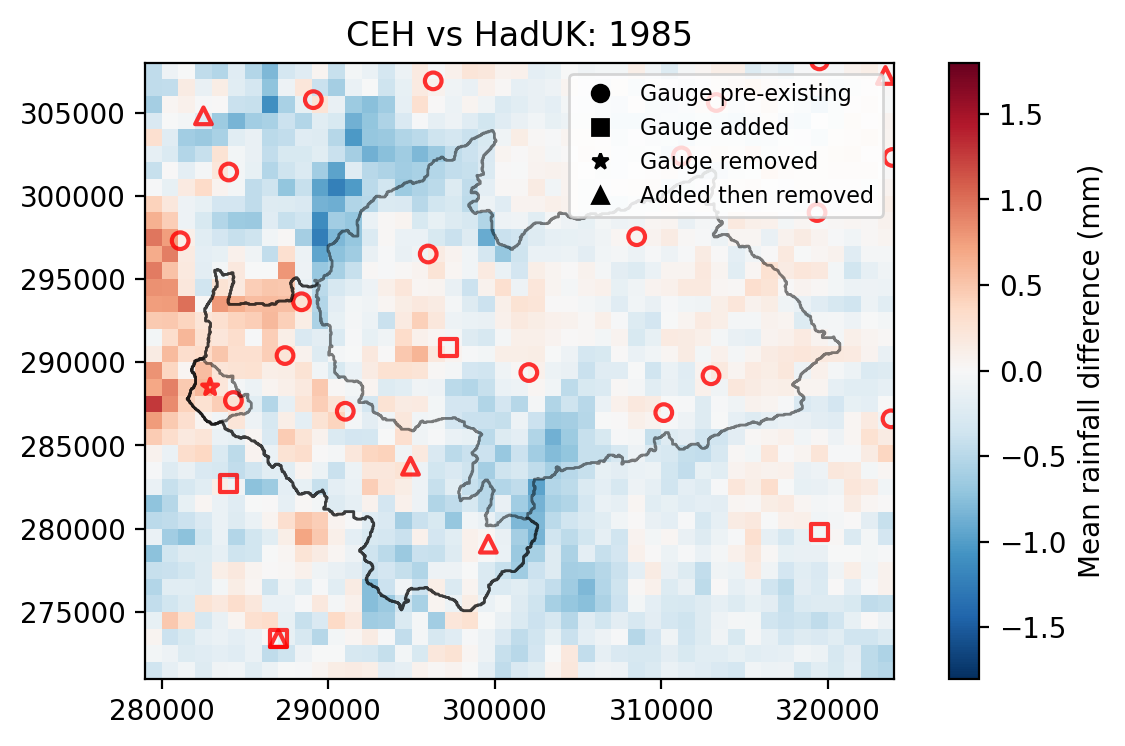 CEH vs HadUK: 1985
Gauge pre-existing
Gauge added
Gauge removed
Added then removed
305000
300000
295000
290000
285000
280000
275000
280000 290000 300000 310000 320000
1.5
1.0
0.5
0.0
−0.5
−1.0
−1.5
Mean rainfall difference (mm)